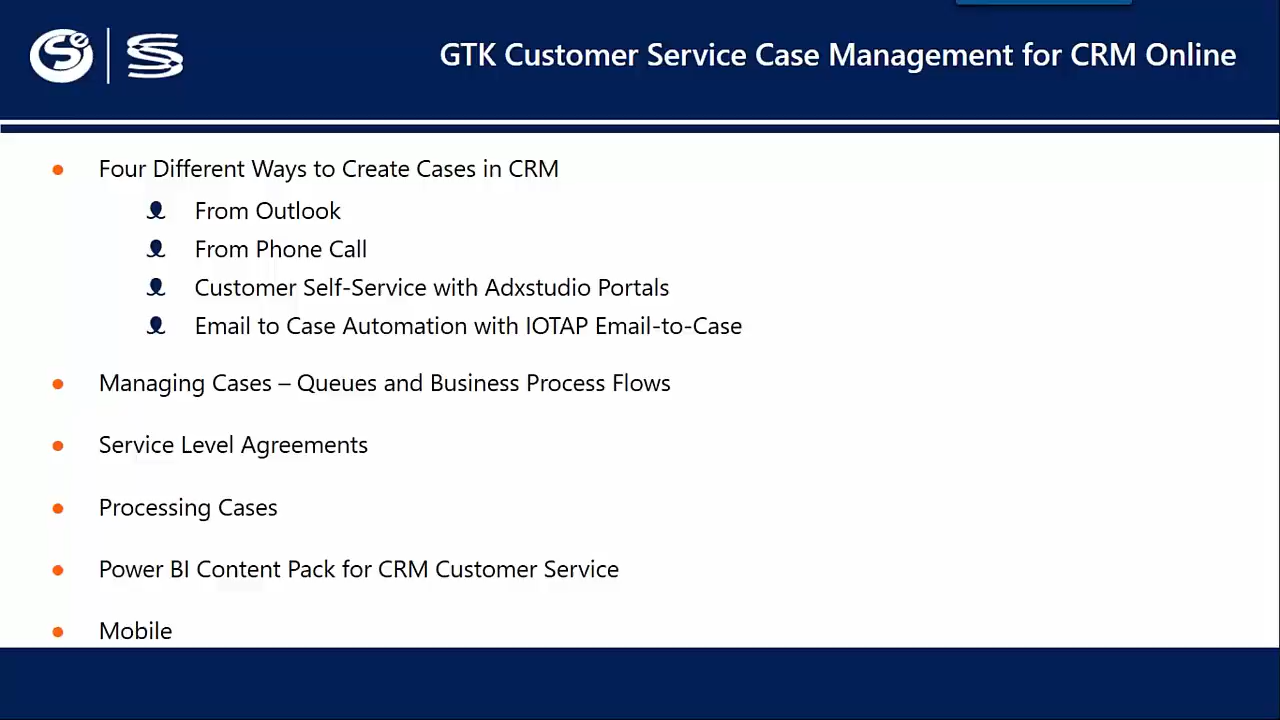 GTK Customer Service Case Management for CRM Online
Four Different Ways to Create Cases in CRM
From Outlook
From Phone Call
Customer Self-Service with Adxstudio Portals
Email to Case Automation with IOTAP Email-to-Case
Managing Cases – Queues and Business Process Flows
Service Level Agreements
Processing Cases
Power BI Content Pack for CRM Customer Service
Mobile